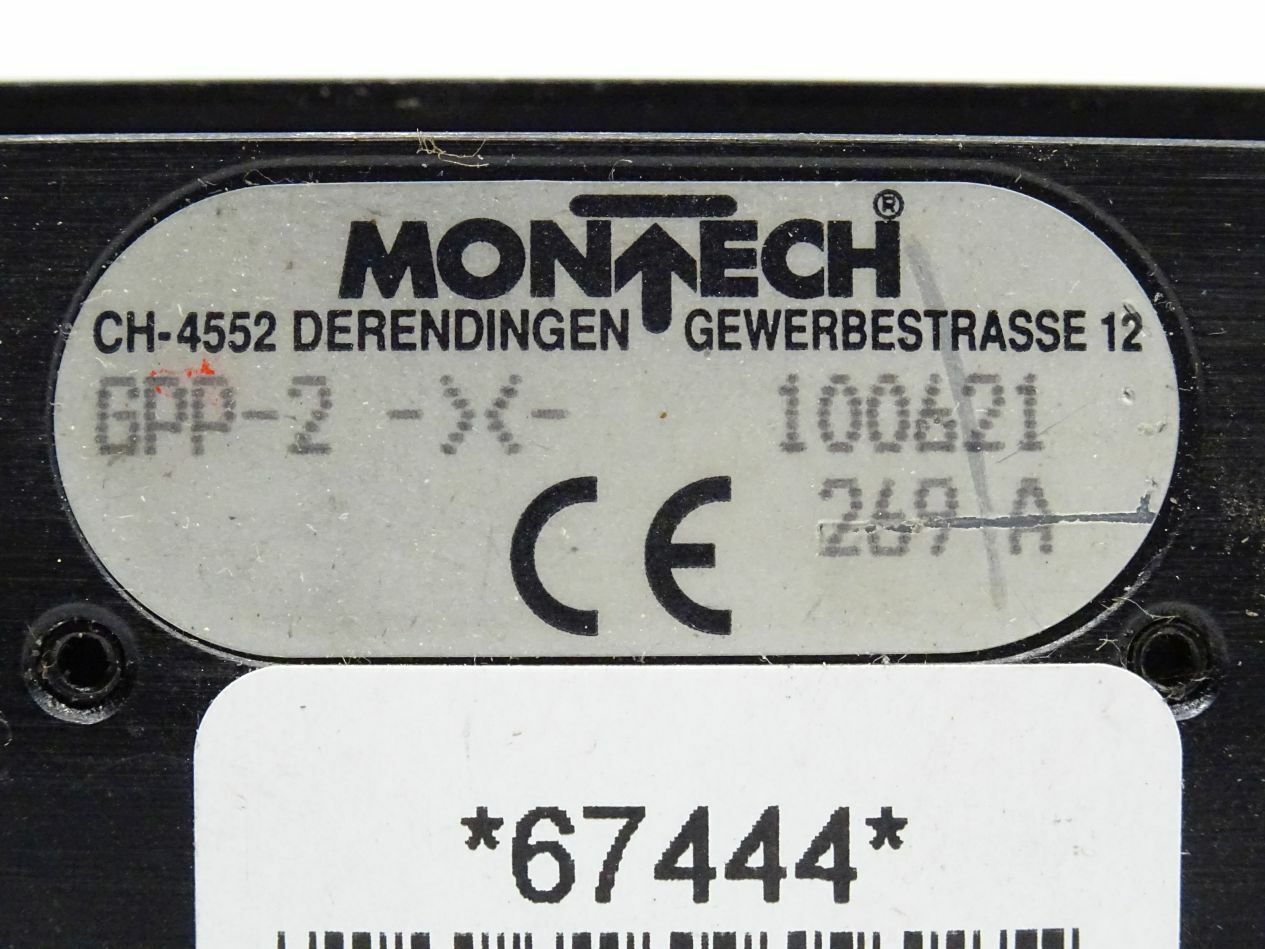 MONTECH®
CH-4552 DERENDINGEN GEWERBESTRASSE 12
GPP-2 -X- 100621
CE 269 A
*67444*